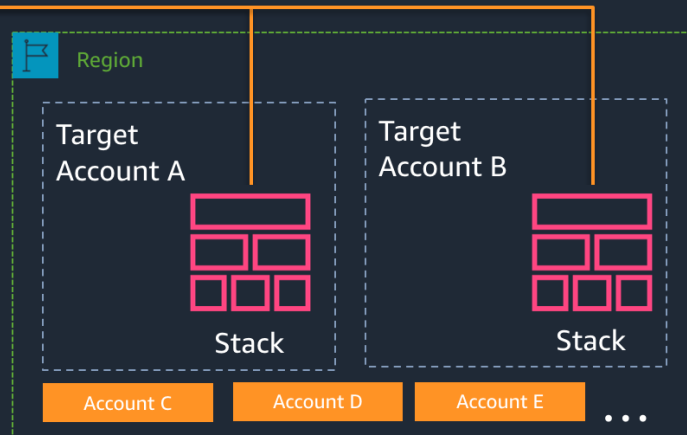 Region
Target
Account A
Target
Account B
Stack
Stack
Account C
Account D
Account E
...